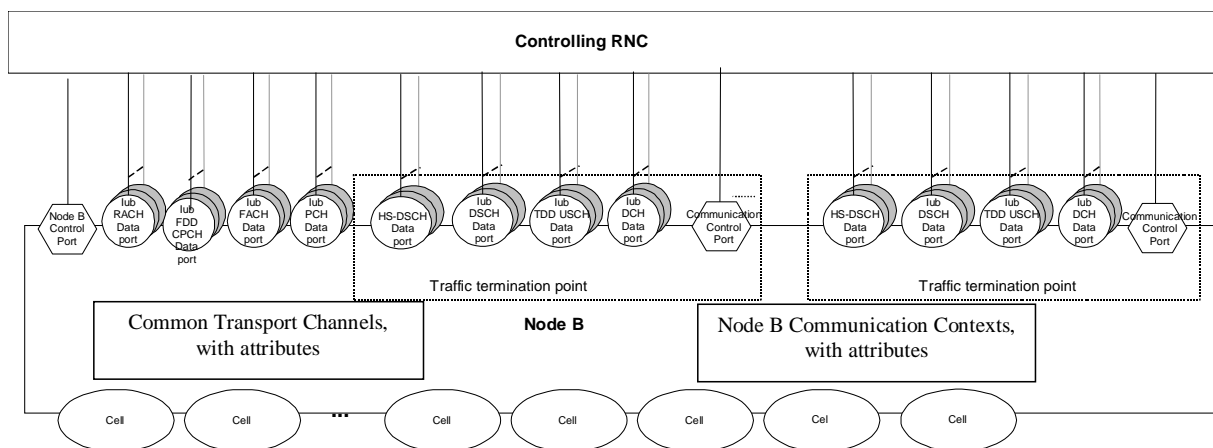 Controlling RNC
Node B
Control
Port
Iub
RACH
Data
port
Iub
FDD
CPCH
Data
port
Iub
FACH
Data
port
Iub
PCH
Data
port
HS-DSCH
Data
port
Iub
DSCH
Data
port
Iub
TDD USCH
Data
port
Iub
DCH
Data
port
Communication
Control
Port
........
HS-DSCH
Data
port
Iub
DSCH
Data
port
Iub
TDD USCH
Data
port
Iub
DCH
Data
port
Communication
Control
Port
Traffic termination point
Traffic termination point
Common Transport Channels,
with attributes
Node B
Node B Communication Contexts,
with attributes
Cell
Cell
...
Cell
Cell
Cell
Cel
Cell